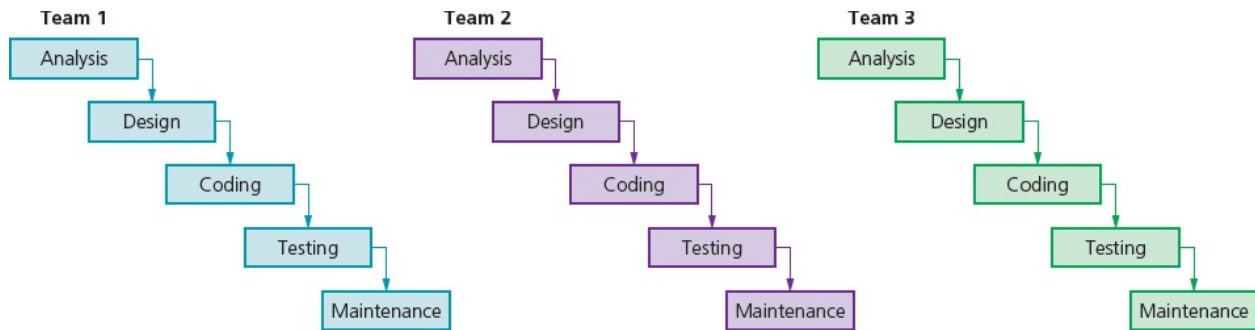 Team 1
Analysis
Design
Coding
Testing
Maintenance
Team 2
Analysis
Design
Coding
Testing
Maintenance
Team 3
Analysis
Design
Coding
Testing
Maintenance